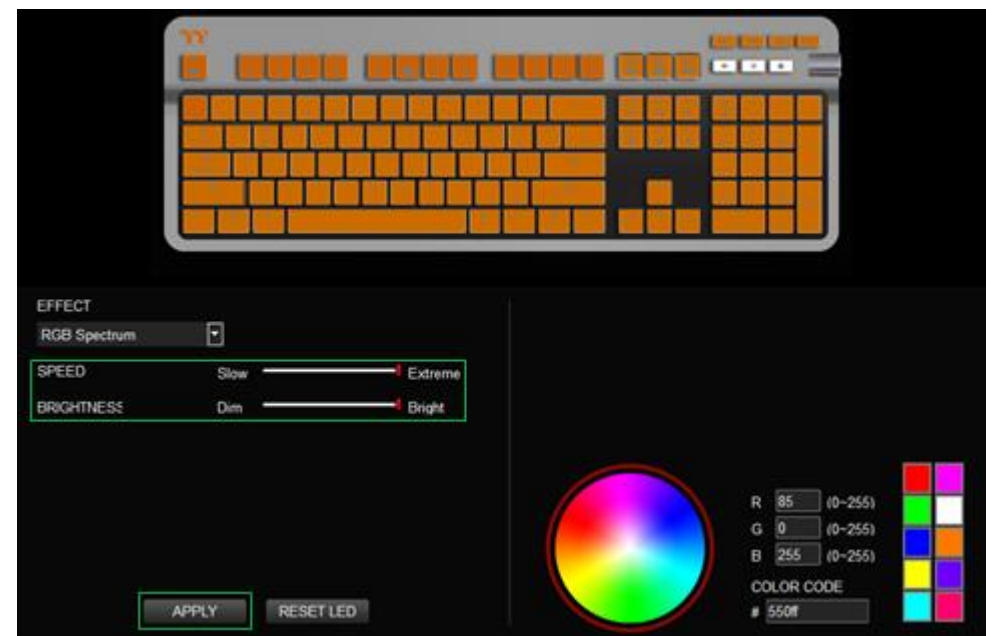 EFFECT
RGB Spectrum
SPEED Slow Extreme
BRIGHTNESS Dim Bright
R 85 (0~255)
G 0 (0~255)
B 255 (0~255)
COLOR CODE
# 550ff
APPLY RESET LED